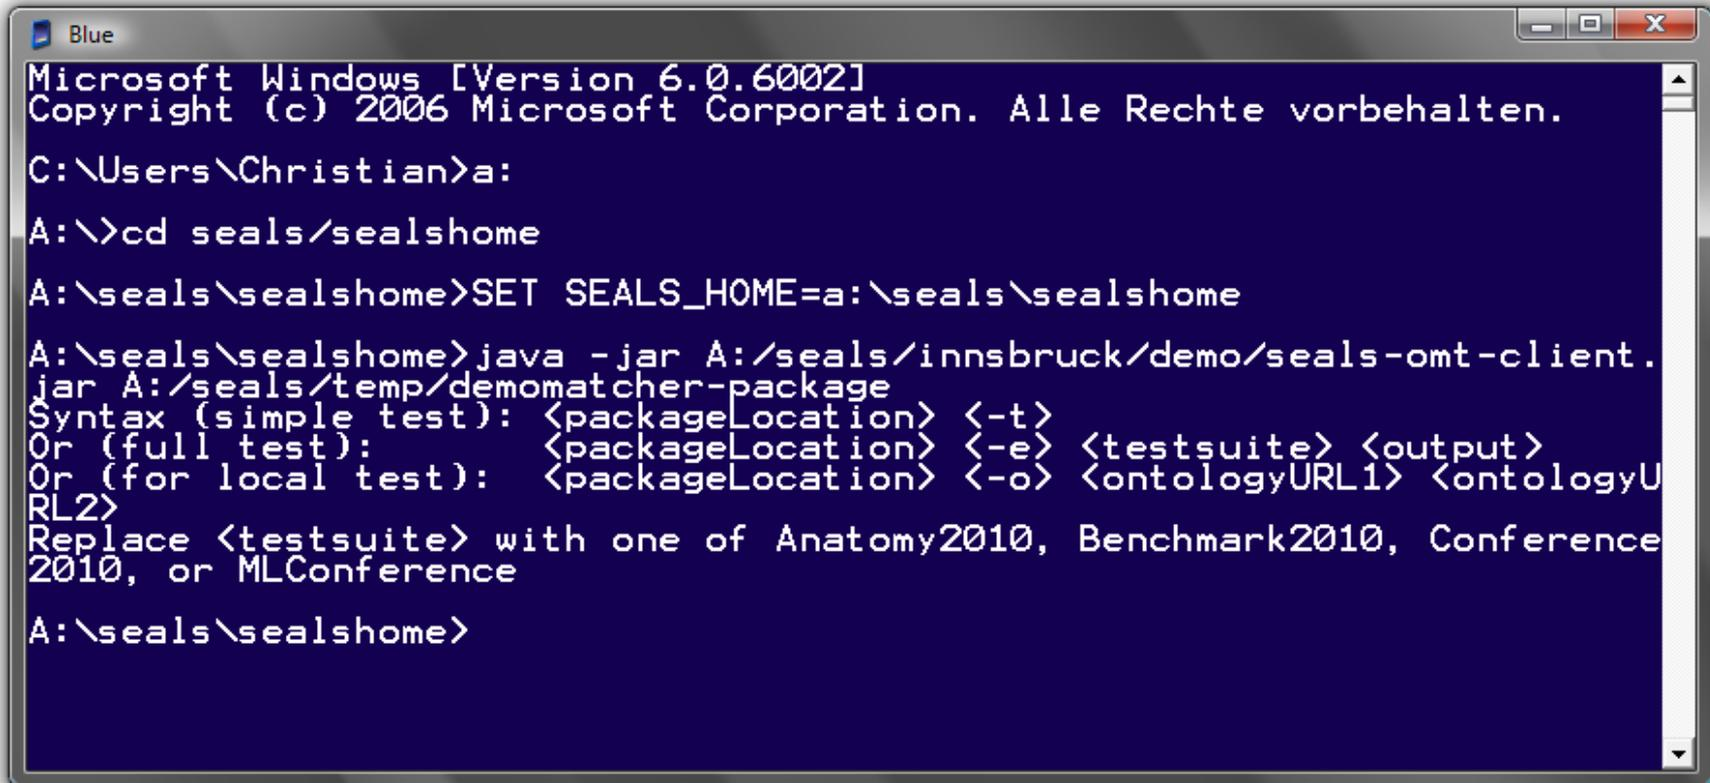 Blue
Microsoft Windows [Version 6.0.6002]
Copyright (c) 2006 Microsoft Corporation. Alle Rechte vorbehalten.
C:\Users\Christian>a:
A:\>cd seals/sealshome
A:\seals\sealshome>SET SEALS_HOME=a:\seals\sealshome
A:\seals\sealshome>java -jar A:/seals/innsbruck/demo/seals-omt-client.
jar A:/seals/temp/demomatcher-package
Syntax (simple test): <packageLocation> <-t>
Or (full test):       <packageLocation> <-e> <testsuite> <output>
Or (for local test):  <packageLocation> <-o> <ontologyURL1> <ontologyU
RL2>
Replace <testsuite> with one of Anatomy2010, Benchmark2010, Conference
2010, or MLConference
A:\seals\sealshome>